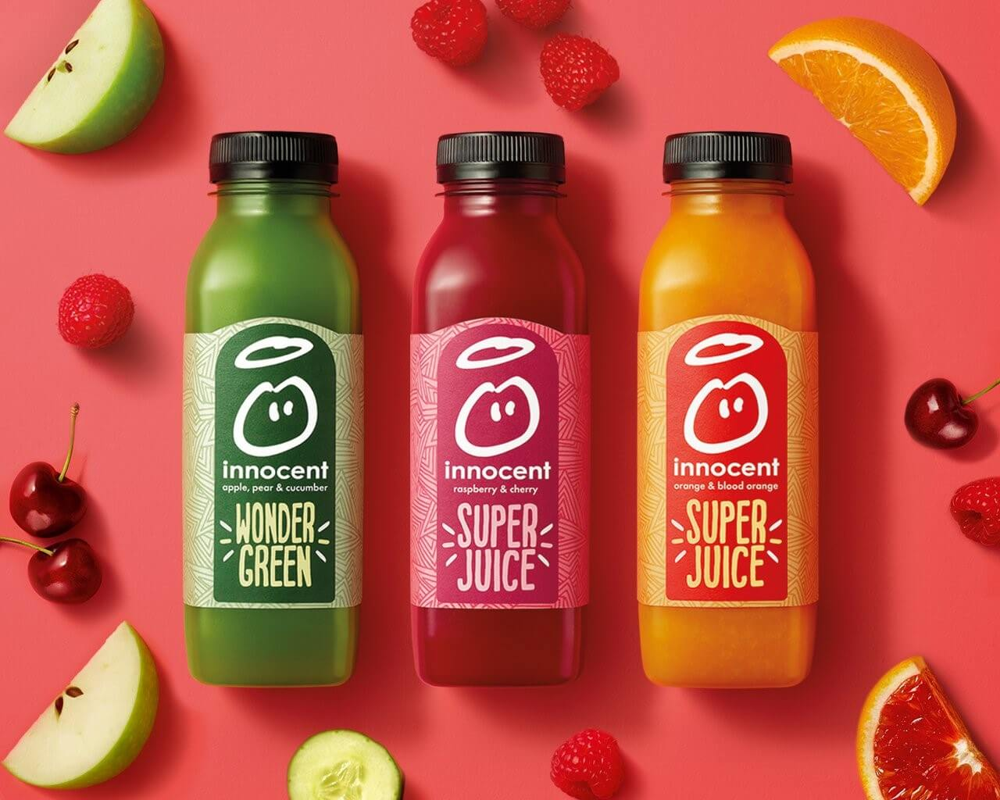 innocent
apple, pear & cucumber
WONDER
GREEN
innocent
raspberry & cherry
SUPER
JUICE
innocent
orange & blood orange
SUPER
JUICE